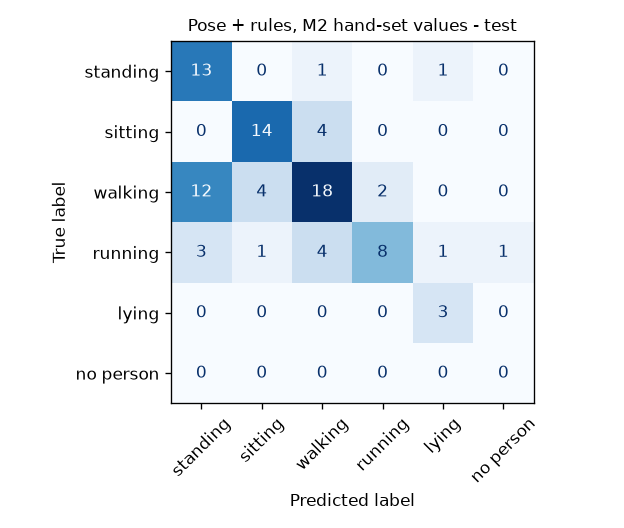 Pose + rules, M2 hand-set values - test
True label
standing 13 0 1 0 1 0
sitting 0 14 4 0 0 0
walking 12 4 18 2 0 0
running 3 1 4 8 1 1
lying 0 0 0 0 3 0
no person 0 0 0 0 0 0
standing sitting walking running lying no person
Predicted label